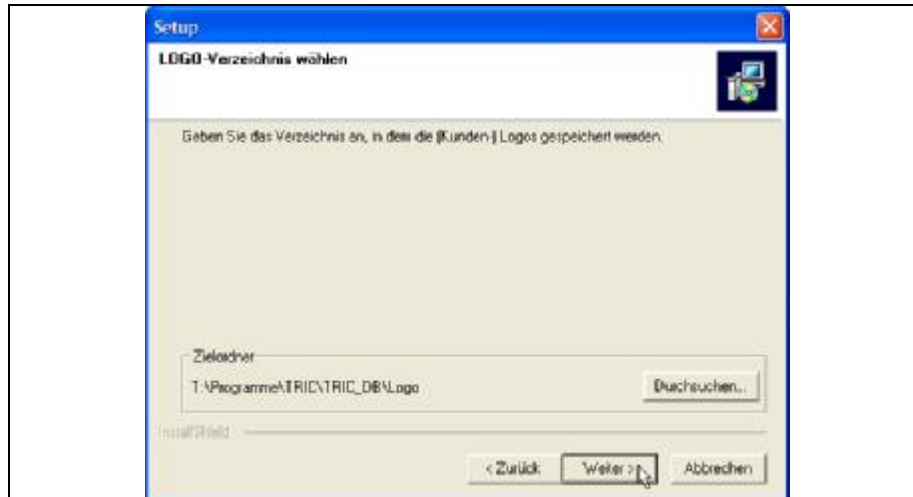 Setup
LOGO-Verzeichnis wählen
Geben Sie das Verzeichnis an, in dem die (Kunden-) Logos gespeichert werden.
Zielordner
T:\Programme\TRIC\TRIC_DB\Logo
Durchsuchen...
InstallShield
< Zurück
Weiter >
Abbrechen